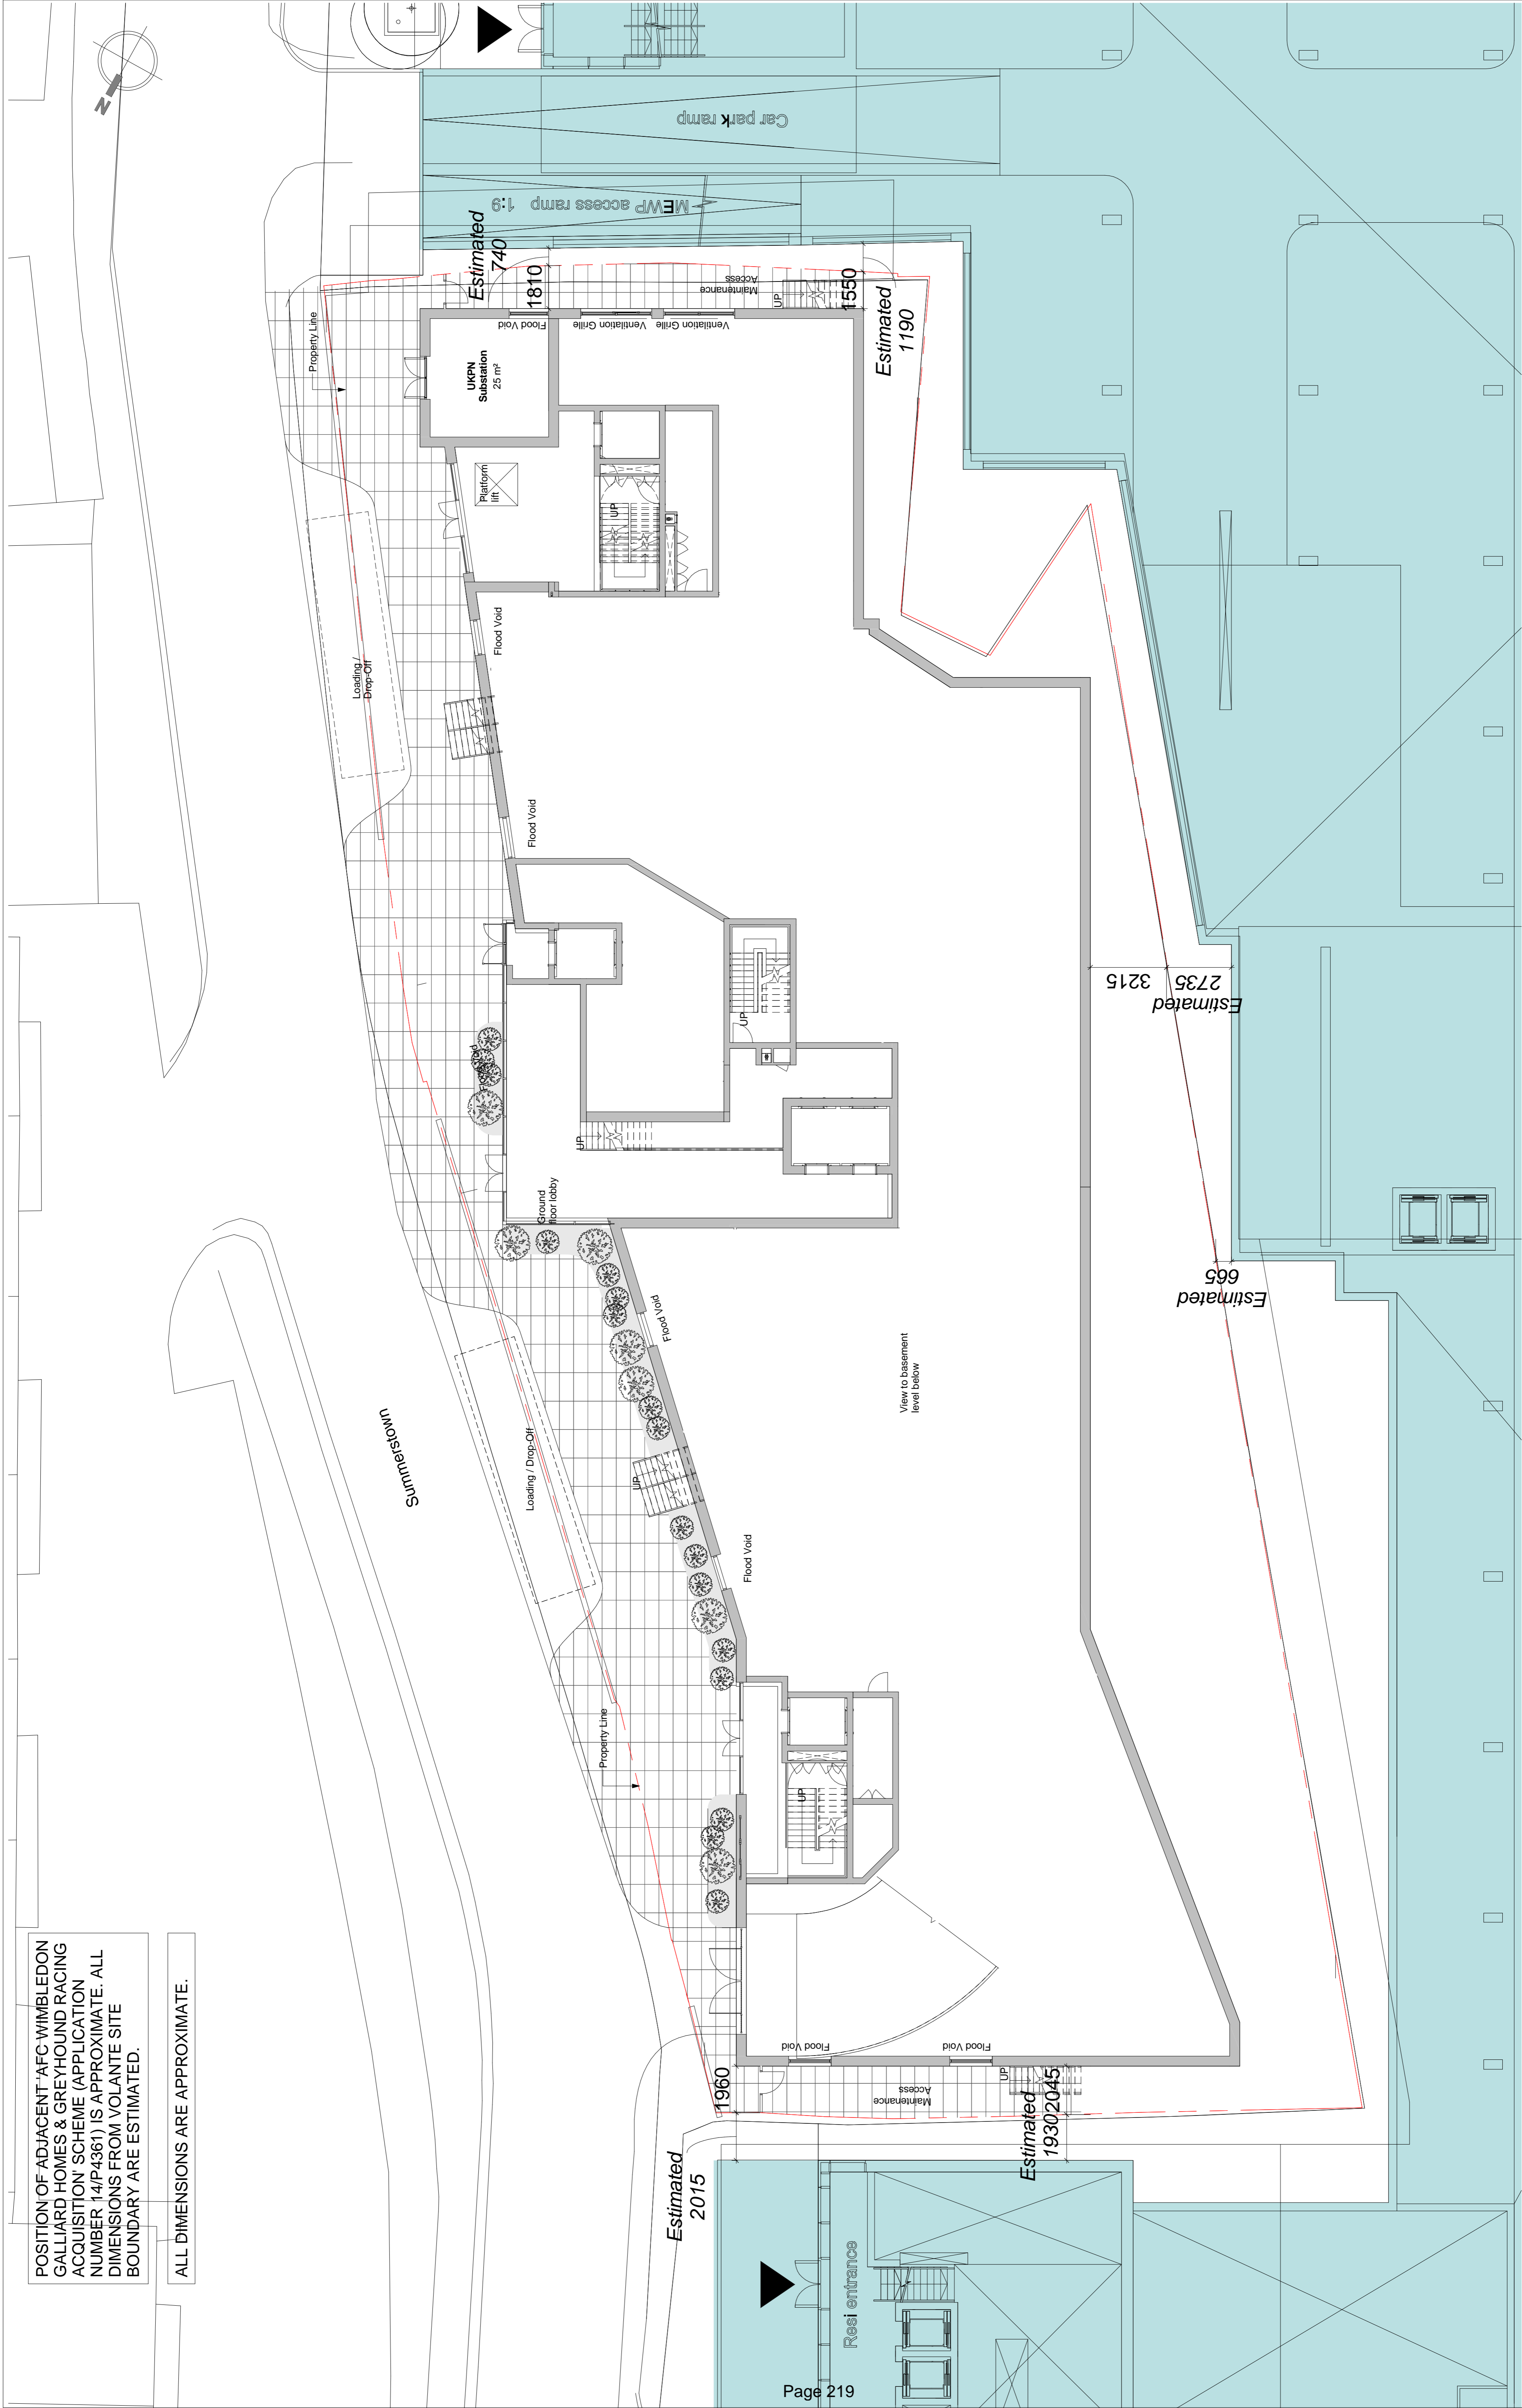 N
Car park ramp
MEWP access ramp 1:9
Estimated
740
1810
Maintenance
Access
UP
1550
Estimated
1190
Property Line
Flood Void
Ventilation Grille
Ventilation Grille
UKPN
Substation
25 m²
Platform
lift
UP
Flood Void
Loading /
Drop-Off
Flood Void
UP
3215
2735
Estimated
Flood Void
UP
Ground
floor lobby
665
Estimated
Flood Void
View to basement
level below
Summerstown
Loading / Drop-Off
UP
Flood Void
Property Line
UP
POSITION OF ADJACENT 'AFC WIMBLEDON
GALLIARD HOMES & GREYHOUND RACING
ACQUISITION' SCHEME (APPLICATION
NUMBER 14/P4361) IS APPROXIMATE. ALL
DIMENSIONS FROM VOLANTE SITE
BOUNDARY ARE ESTIMATED.
ALL DIMENSIONS ARE APPROXIMATE.
Flood Void
Flood Void
1960
Maintenance
Access
UP
2045
Estimated
1930
Estimated
2015
Resi entrance
Page 219